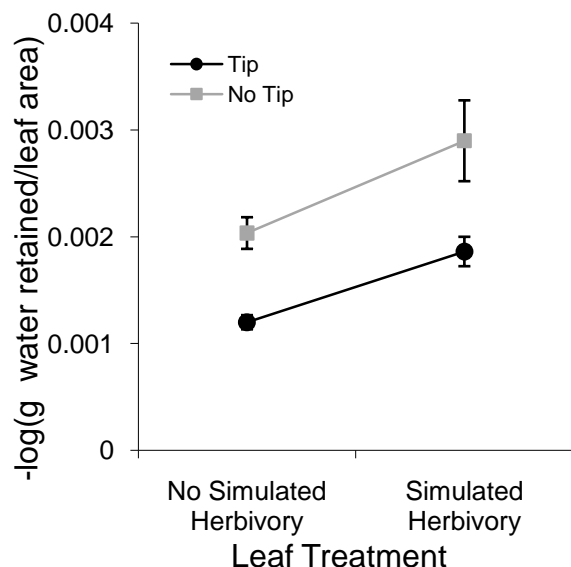 0.004
Tip
No Tip
0.003
0.002
0.001
0
-log(g  water retained/leaf area)
No Simulated
Herbivory
Simulated
Herbivory
Leaf Treatment